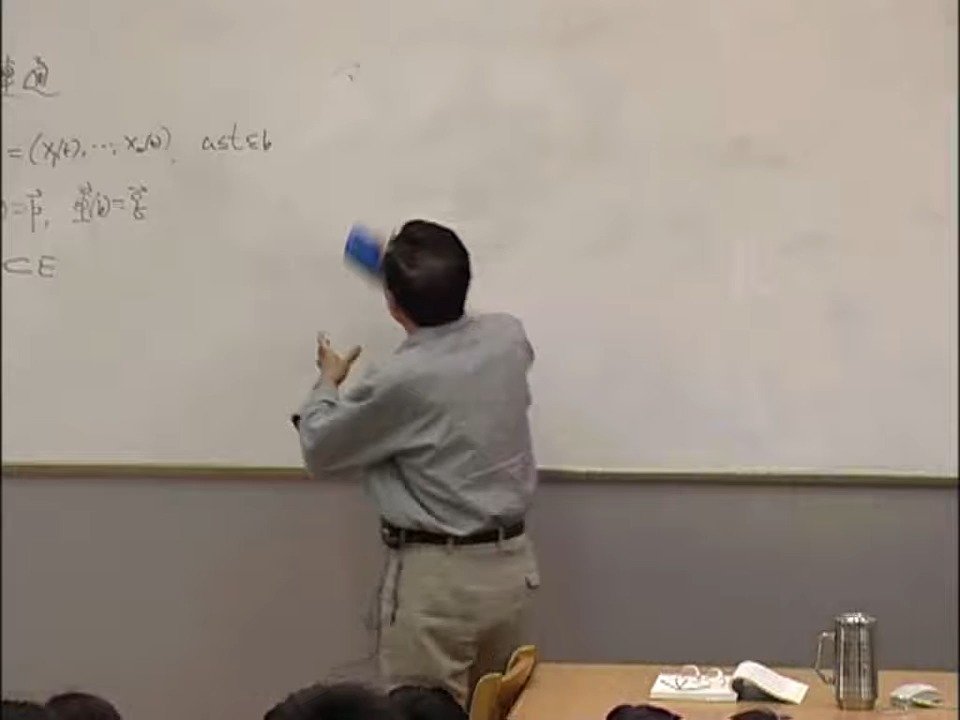 = (x₁(t), ⋯, xₙ(t)), a≤t≤b
) = p⃗, Φ⃗(b) = q⃗
⊂ E